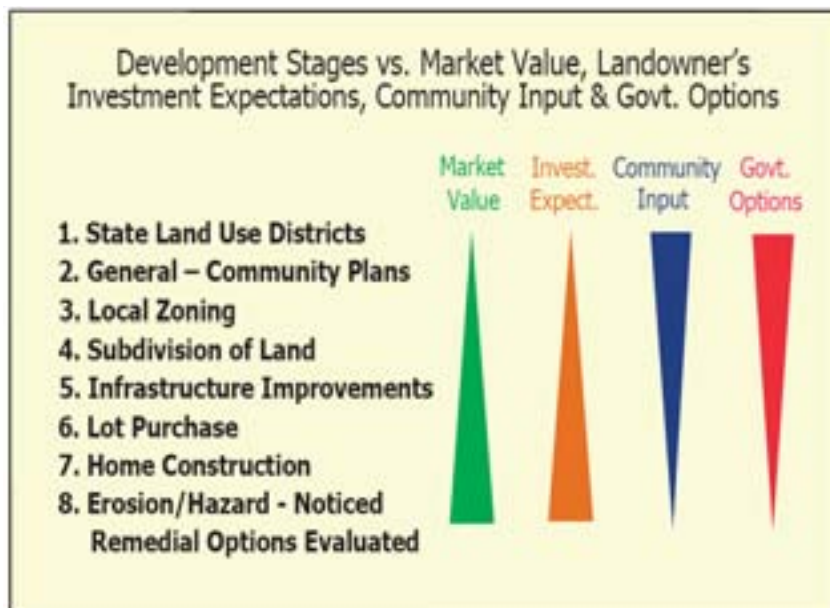 Development Stages vs. Market Value, Landowner's
Investment Expectations, Community Input & Govt. Options
Market Value
Invest. Expect.
Community Input
Govt. Options
1. State Land Use Districts
2. General – Community Plans
3. Local Zoning
4. Subdivision of Land
5. Infrastructure Improvements
6. Lot Purchase
7. Home Construction
8. Erosion/Hazard - Noticed
Remedial Options Evaluated